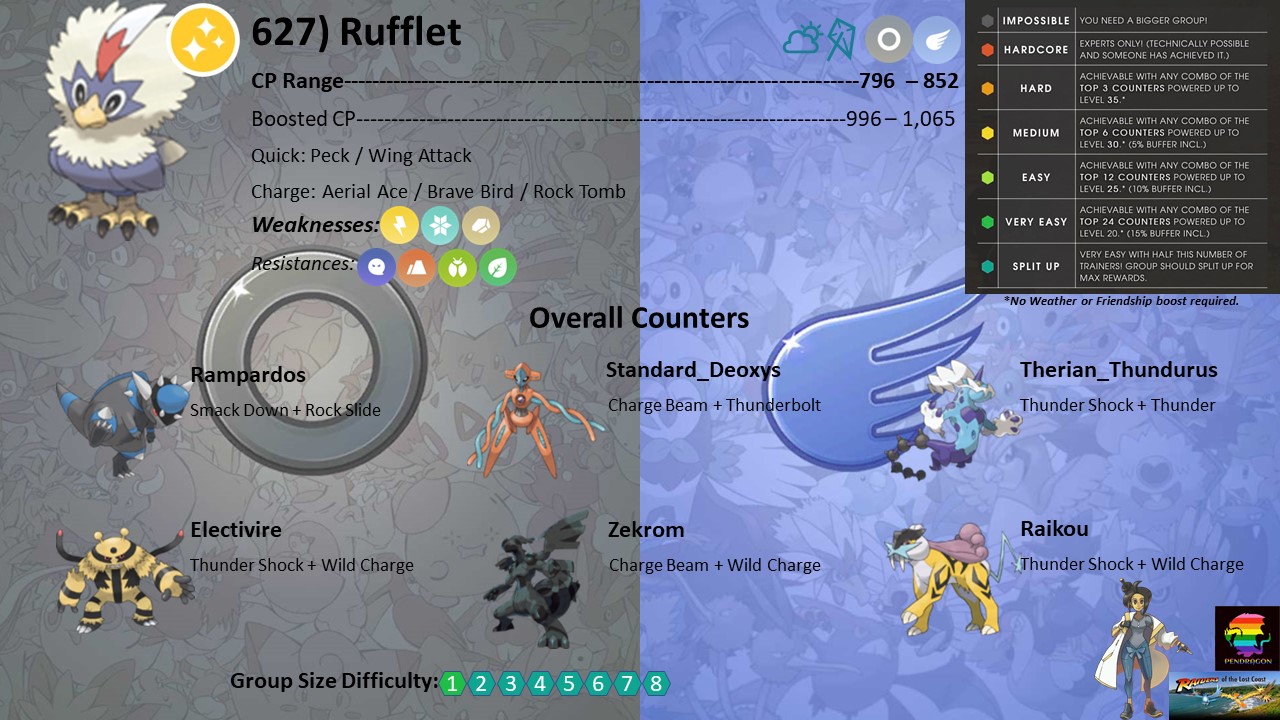 627) Rufflet
CP Range-----------------------------------------------------------------796 – 852
Boosted CP---------------------------------------------------------------996 – 1,065
Quick: Peck / Wing Attack
Charge: Aerial Ace / Brave Bird / Rock Tomb
Weaknesses:
Resistances:
IMPOSSIBLE YOU NEED A BIGGER GROUP!
HARDCORE EXPERTS ONLY! (TECHNICALLY POSSIBLE
AND SOMEONE HAS ACHIEVED IT.)
HARD ACHIEVABLE WITH ANY COMBO OF THE
TOP 3 COUNTERS POWERED UP TO
LEVEL 35.*
MEDIUM ACHIEVABLE WITH ANY COMBO OF THE
TOP 6 COUNTERS POWERED UP TO
LEVEL 30.* (5% BUFFER INCL.)
EASY ACHIEVABLE WITH ANY COMBO OF THE
TOP 12 COUNTERS POWERED UP TO
LEVEL 25.* (10% BUFFER INCL.)
VERY EASY ACHIEVABLE WITH ANY COMBO OF THE
TOP 24 COUNTERS POWERED UP TO
LEVEL 20.* (15% BUFFER INCL.)
SPLIT UP VERY EASY WITH HALF THIS NUMBER OF
TRAINERS! GROUP SHOULD SPLIT UP FOR
MAX REWARDS.
*No Weather or Friendship boost required.
Overall Counters
Rampardos
Smack Down + Rock Slide
Standard_Deoxys
Charge Beam + Thunderbolt
Therian_Thundurus
Thunder Shock + Thunder
Electivire
Thunder Shock + Wild Charge
Zekrom
Charge Beam + Wild Charge
Raikou
Thunder Shock + Wild Charge
Group Size Difficulty: 1 2 3 4 5 6 7 8
PENDRAGON
RAIDERS of the Lost Coast